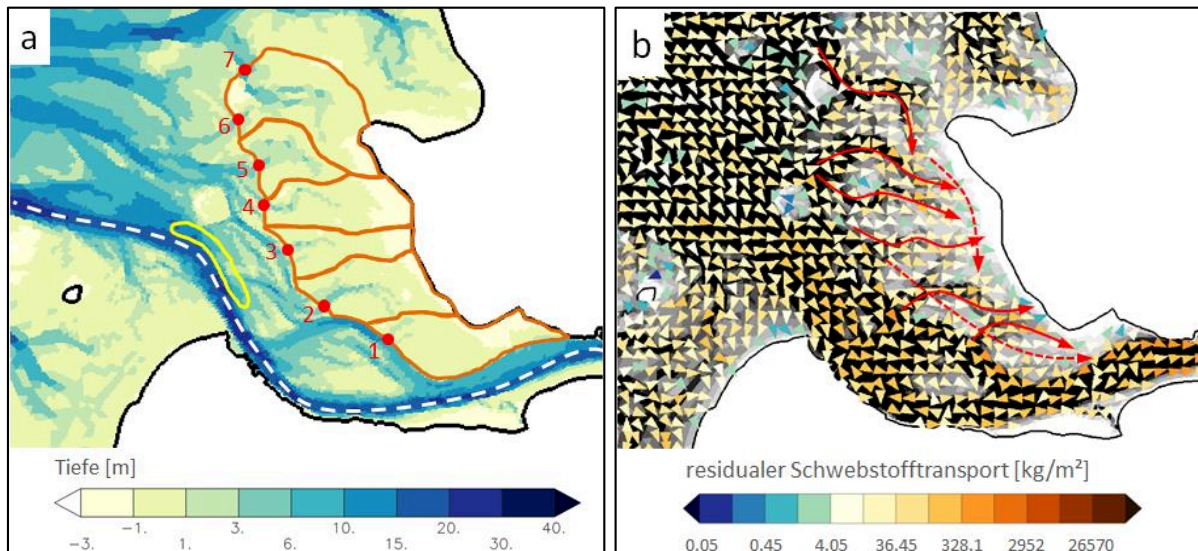 a
7
6
5
4
3
2
1
Tiefe [m]
−1. 3. 10. 20. 40.
−3. 1. 6. 15. 30.
b
residualer Schwebstofftransport [kg/m²]
0.05 0.45 4.05 36.45 328.1 2952 26570